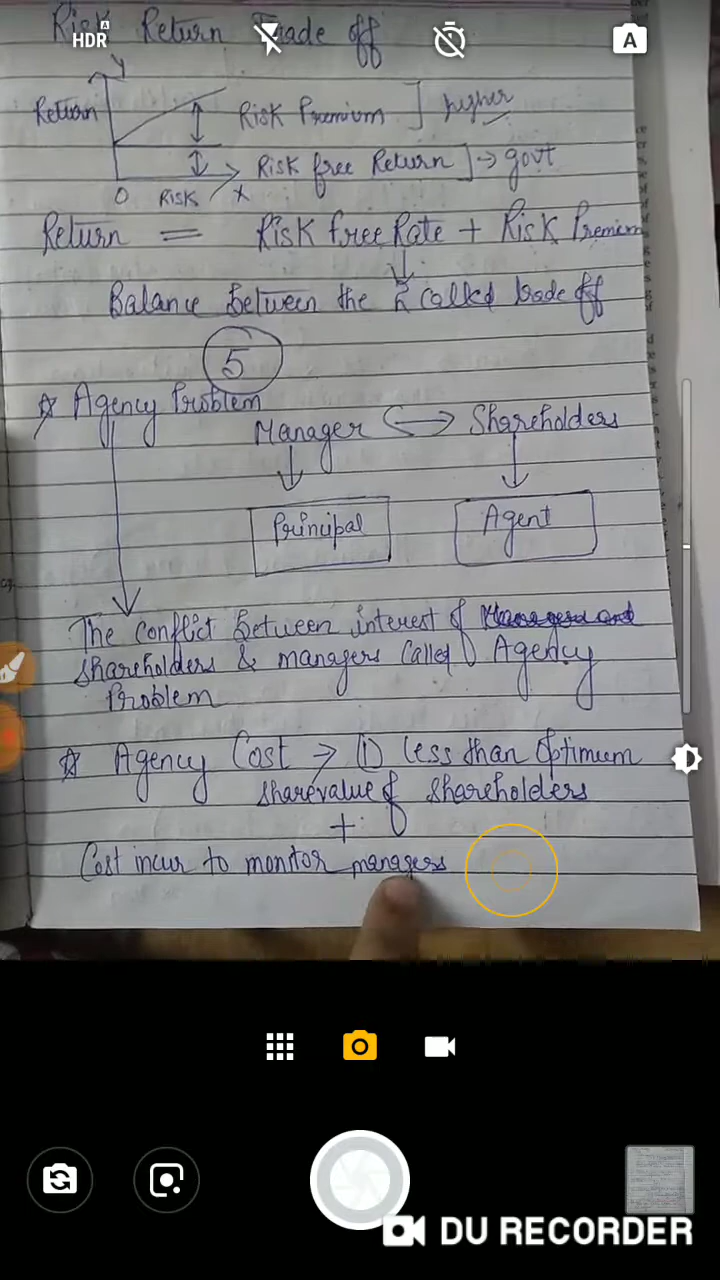 HDR
A
Risk Return Trade off
Y
Return
Risk Premium ] higher
Risk free Return ] → govt
O RISK X
Return = Risk free Rate + Risk Premium
Balance between the 2 called trade off
5
☆ Agency Problem
Manager ↔ Shareholders
Principal
Agent
The conflict between interest of
shareholders & managers called Agency
Problem
☆ Agency Cost → (1) less than optimum
share value of shareholders
+
Cost incur to monitor managers
DU RECORDER